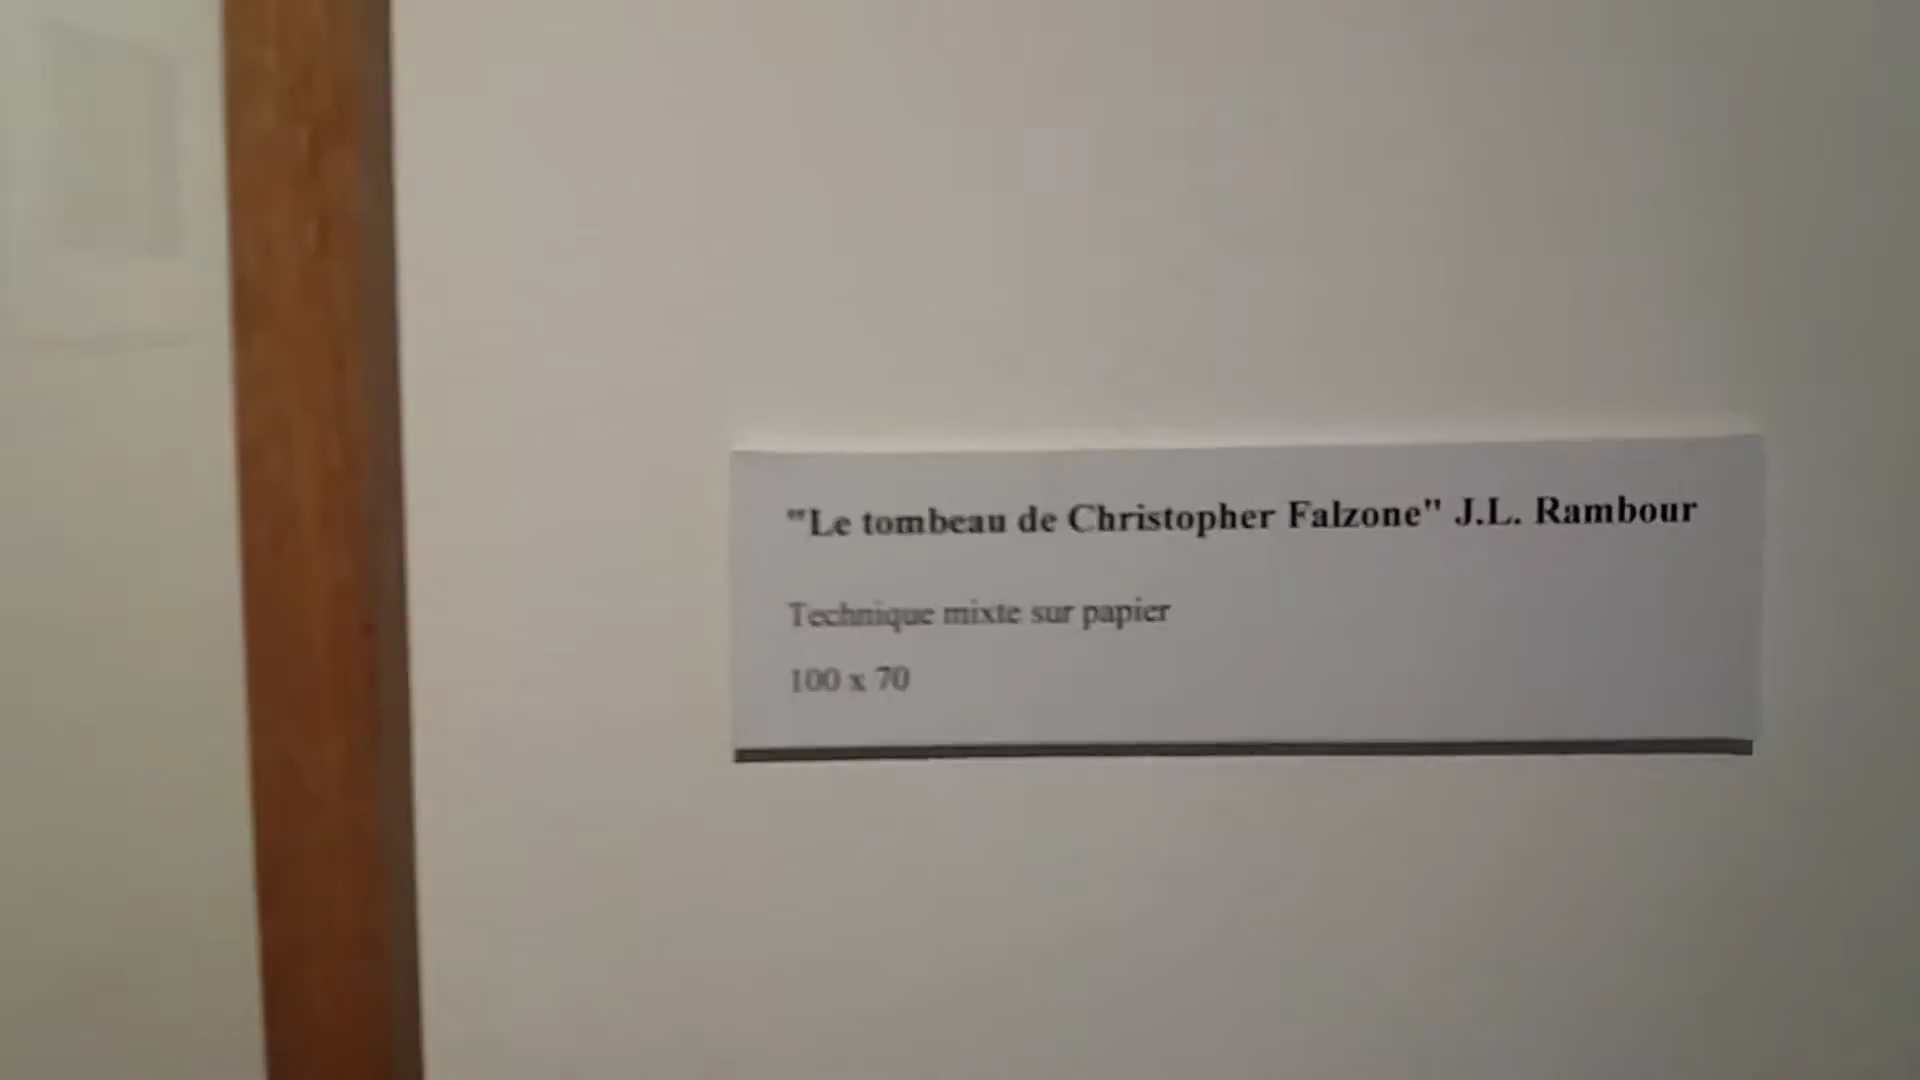 "Le tombeau de Christopher Falzone" J.L. Rambour
Technique mixte sur papier
100 x 70